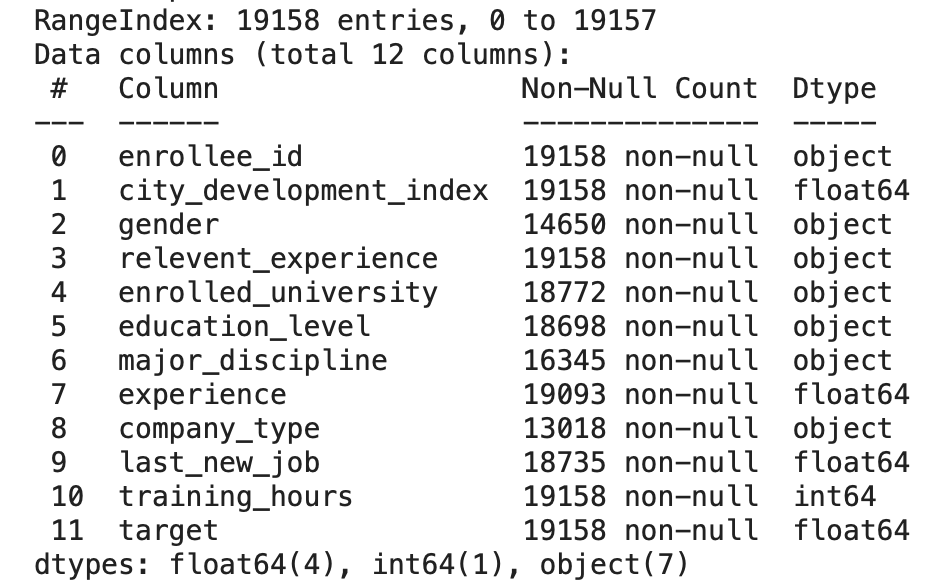 RangeIndex: 19158 entries, 0 to 19157
Data columns (total 12 columns):
 #   Column                  Non-Null Count  Dtype
---  ------                  --------------  -----
 0   enrollee_id             19158 non-null  object
 1   city_development_index  19158 non-null  float64
 2   gender                  14650 non-null  object
 3   relevent_experience     19158 non-null  object
 4   enrolled_university     18772 non-null  object
 5   education_level         18698 non-null  object
 6   major_discipline        16345 non-null  object
 7   experience              19093 non-null  float64
 8   company_type            13018 non-null  object
 9   last_new_job            18735 non-null  float64
 10  training_hours          19158 non-null  int64
 11  target                  19158 non-null  float64
dtypes: float64(4), int64(1), object(7)